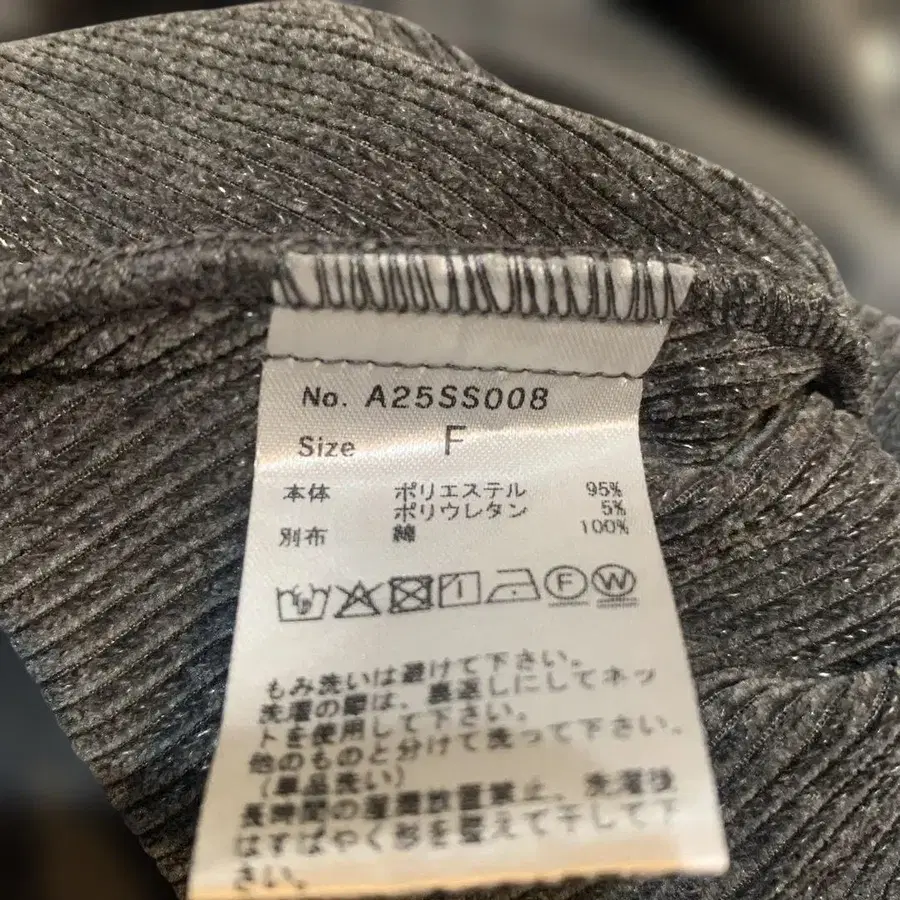 No. A25SS008
Size F
本体 ポリエステル 95%
ポリウレタン 5%
別布 綿 100%
F W
もみ洗いは避けて下さい。
洗濯の際は、裏返しにしてネッ
トを使用して下さい。
他のものと分けて洗って下さい。
(単品洗い)
長時間の湿潤放置禁止、洗濯後
はすばやく形を整えて干して下
さい。